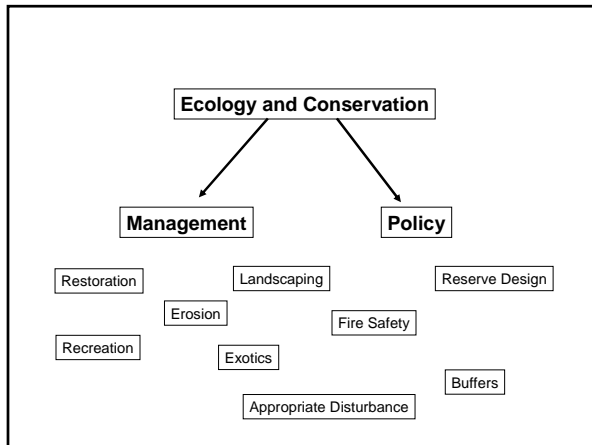 Ecology and Conservation
Management
Policy
Restoration
Landscaping
Reserve Design
Erosion
Fire Safety
Recreation
Exotics
Buffers
Appropriate Disturbance